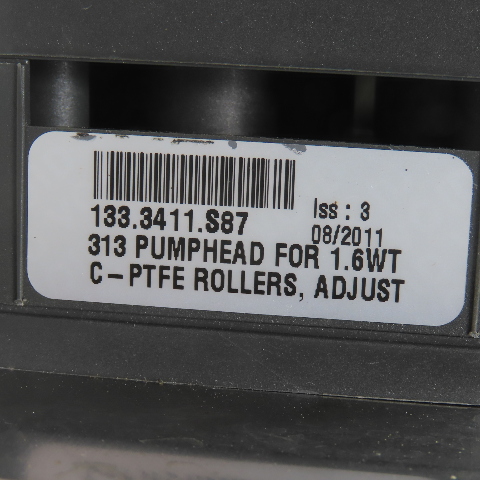 133.3411.S87
Iss : 3
08/2011
313 PUMPHEAD FOR 1.6WT
C-PTFE ROLLERS, ADJUST